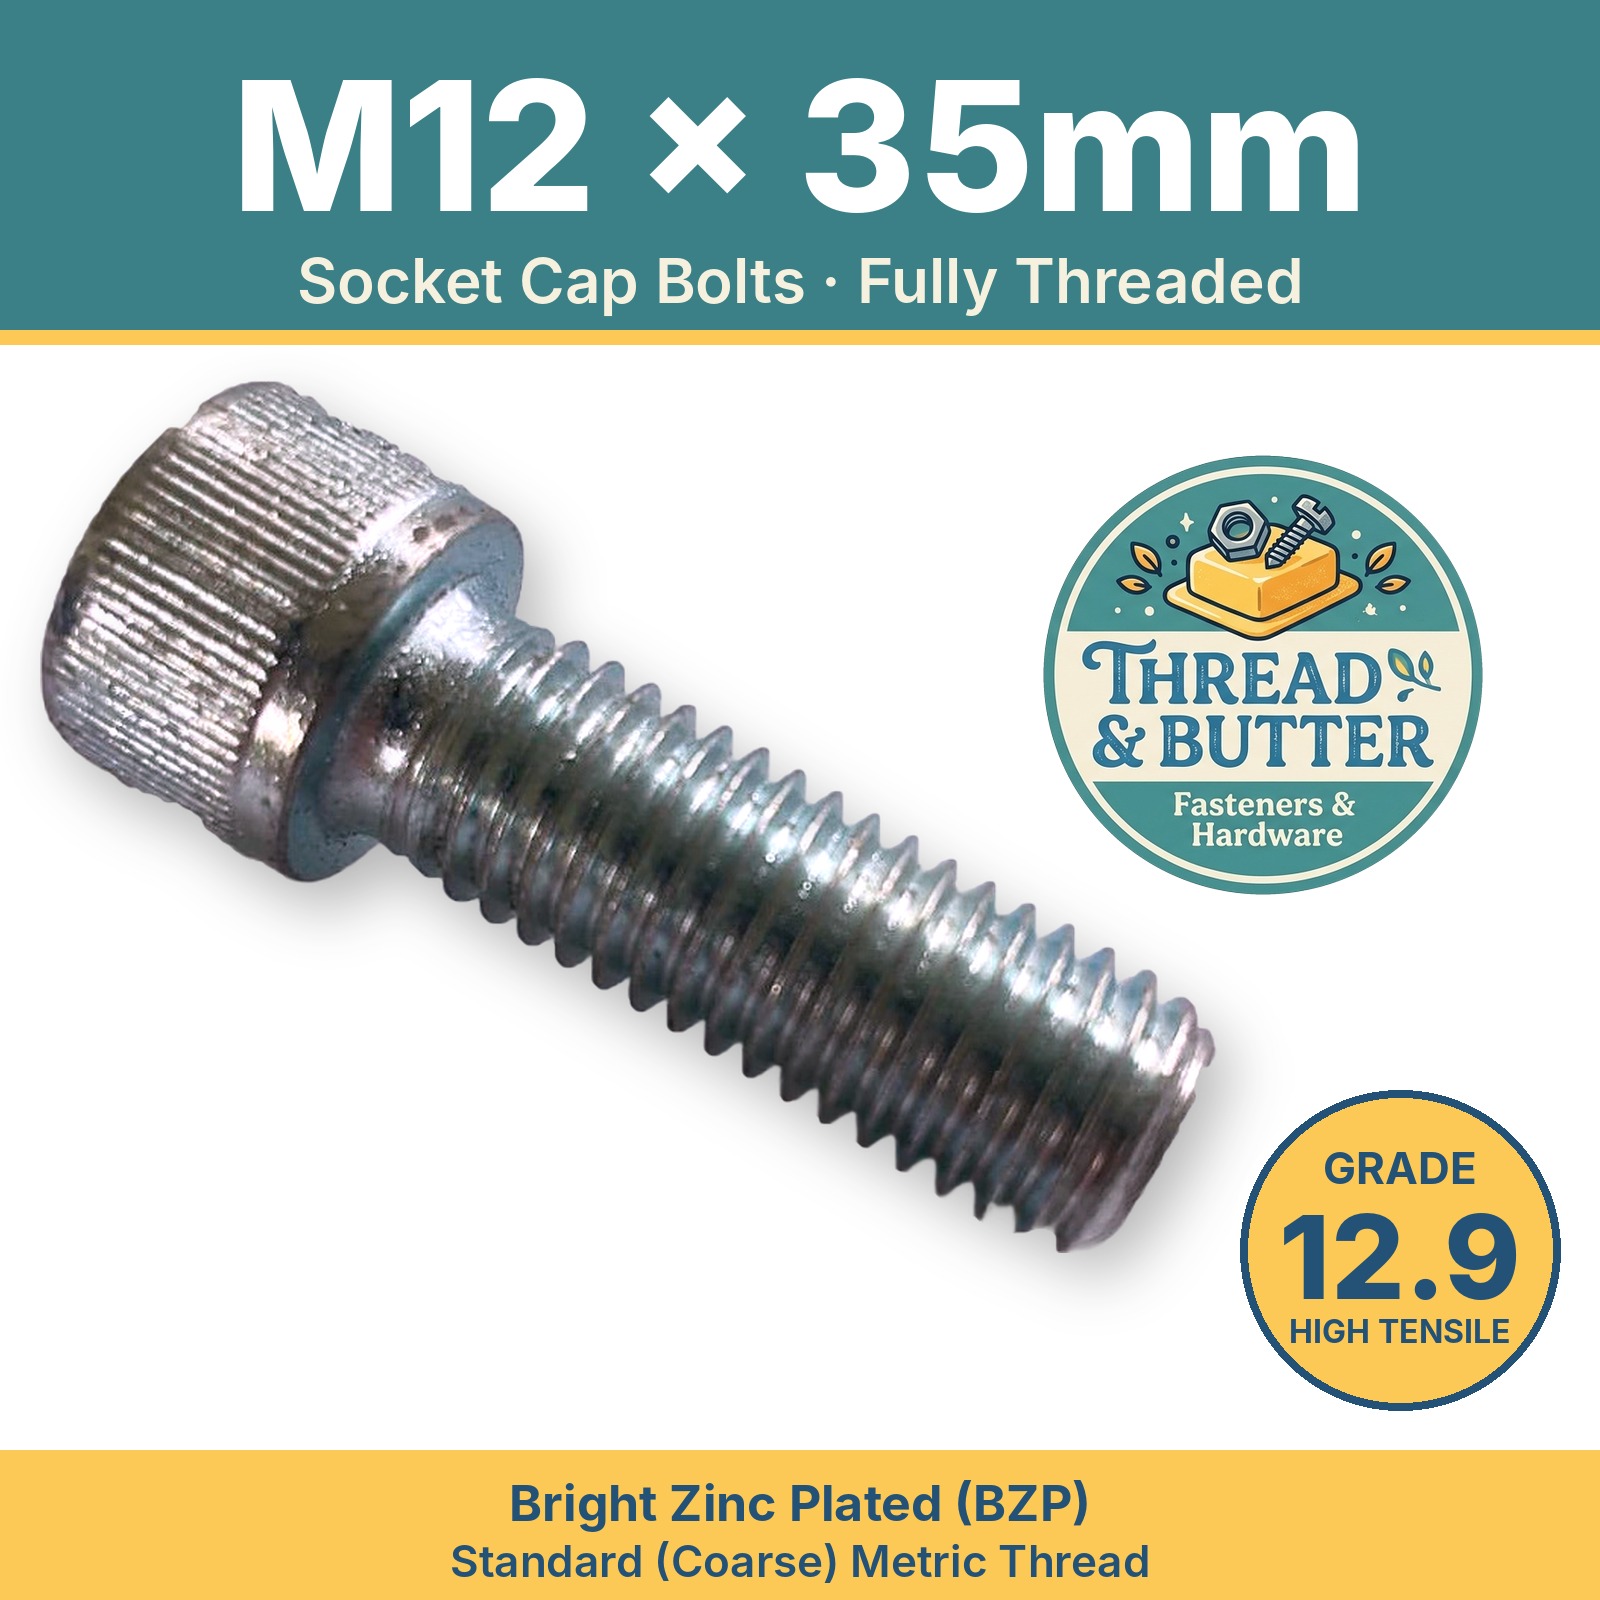 M12 × 35mm
Socket Cap Bolts · Fully Threaded
THREAD
& BUTTER
Fasteners &
Hardware
GRADE
12.9
HIGH TENSILE
Bright Zinc Plated (BZP)
Standard (Coarse) Metric Thread